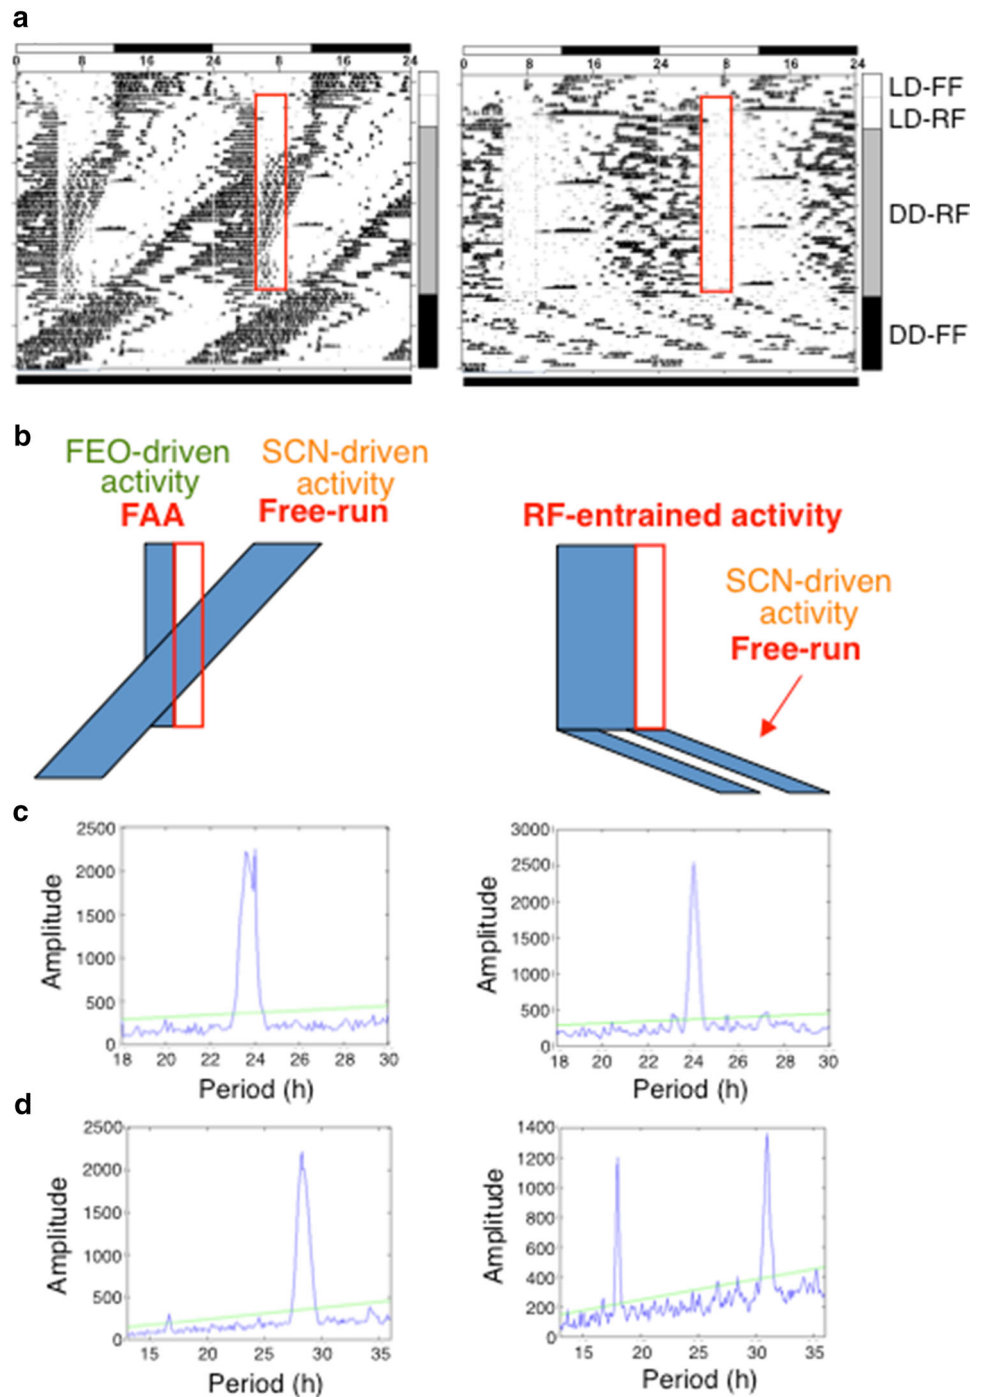 a
0 8 16 24 8 16 24
0 8 16 24 8 16 24
LD-FF
LD-RF
DD-RF
DD-FF
b
FEO-driven
activity
FAA
SCN-driven
activity
Free-run
RF-entrained activity
SCN-driven
activity
Free-run
c
2500
2000
1500
1000
500
0
Amplitude
18 20 22 24 26 28 30
Period (h)
3000
2500
2000
1500
1000
500
0
Amplitude
18 20 22 24 26 28 30
Period (h)
d
2500
2000
1500
1000
500
0
Amplitude
15 20 25 30 35
Period (h)
1400
1200
1000
800
600
400
200
0
Amplitude
15 20 25 30 35
Period (h)